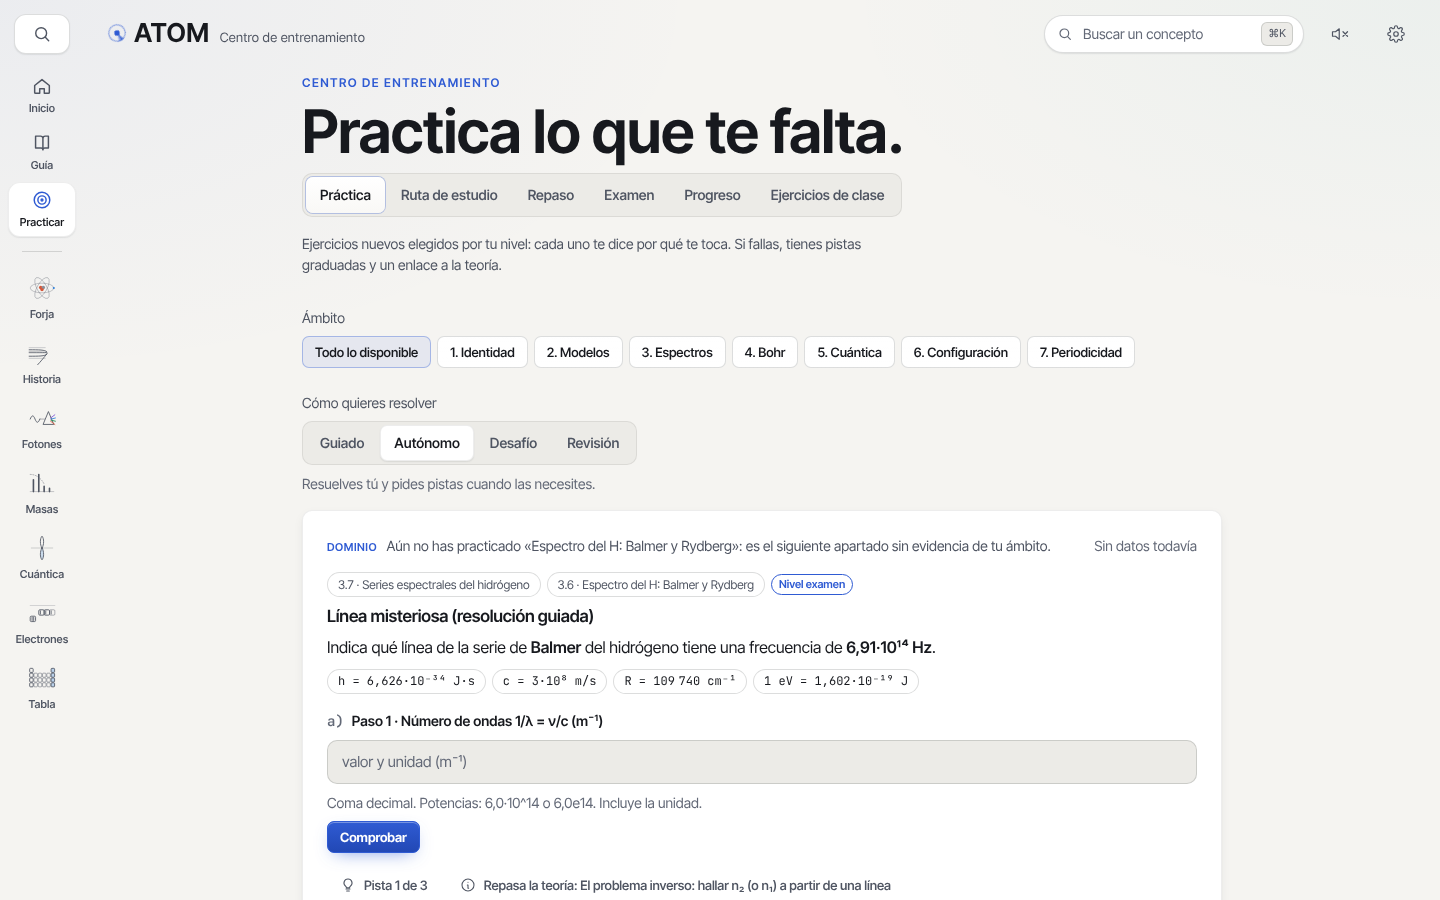 ATOM Centro de entrenamiento
Buscar un concepto ⌘K
Inicio
Guía
Practicar
Forja
Historia
Fotones
Masas
Cuántica
Electrones
Tabla
CENTRO DE ENTRENAMIENTO
Practica lo que te falta.
Práctica Ruta de estudio Repaso Examen Progreso Ejercicios de clase
Ejercicios nuevos elegidos por tu nivel: cada uno te dice por qué te toca. Si fallas, tienes pistas
graduadas y un enlace a la teoría.
Ámbito
Todo lo disponible 1. Identidad 2. Modelos 3. Espectros 4. Bohr 5. Cuántica 6. Configuración 7. Periodicidad
Cómo quieres resolver
Guiado Autónomo Desafío Revisión
Resuelves tú y pides pistas cuando las necesites.
DOMINIO Aún no has practicado «Espectro del H: Balmer y Rydberg»: es el siguiente apartado sin evidencia de tu ámbito. Sin datos todavía
3.7 · Series espectrales del hidrógeno 3.6 · Espectro del H: Balmer y Rydberg Nivel examen
Línea misteriosa (resolución guiada)
Indica qué línea de la serie de Balmer del hidrógeno tiene una frecuencia de 6,91·10¹⁴ Hz.
h = 6,626·10⁻³⁴ J·s c = 3·10⁸ m/s R = 109 740 cm⁻¹ 1 eV = 1,602·10⁻¹⁹ J
a) Paso 1 · Número de ondas 1/λ = ν/c (m⁻¹)
valor y unidad (m⁻¹)
Coma decimal. Potencias: 6,0·10^14 o 6,0e14. Incluye la unidad.
Comprobar
Pista 1 de 3 Repasa la teoría: El problema inverso: hallar n₂ (o n₁) a partir de una línea